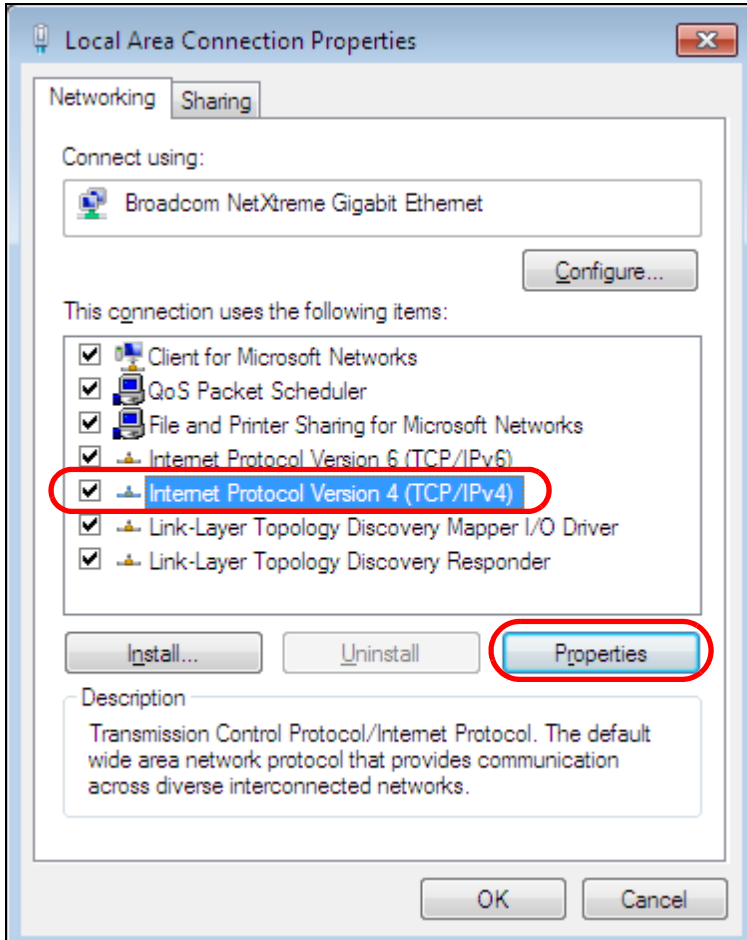 Local Area Connection Properties
Networking
Sharing
Connect using:
Broadcom NetXtreme Gigabit Ethernet
Configure...
This connection uses the following items:
Client for Microsoft Networks
QoS Packet Scheduler
File and Printer Sharing for Microsoft Networks
Internet Protocol Version 6 (TCP/IPv6)
Internet Protocol Version 4 (TCP/IPv4)
Link-Layer Topology Discovery Mapper I/O Driver
Link-Layer Topology Discovery Responder
Install...
Uninstall
Properties
Description
Transmission Control Protocol/Internet Protocol. The default
wide area network protocol that provides communication
across diverse interconnected networks.
OK
Cancel